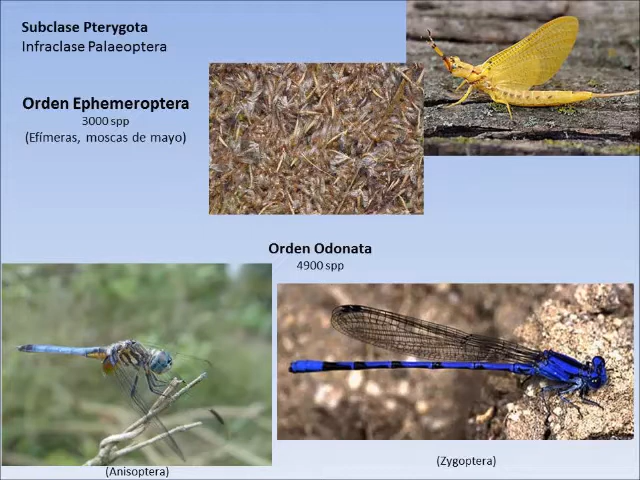 Subclase Pterygota
Infraclase Palaeoptera
Orden Ephemeroptera
3000 spp
(Efímeras, moscas de mayo)
Orden Odonata
4900 spp
(Anisoptera)
(Zygoptera)